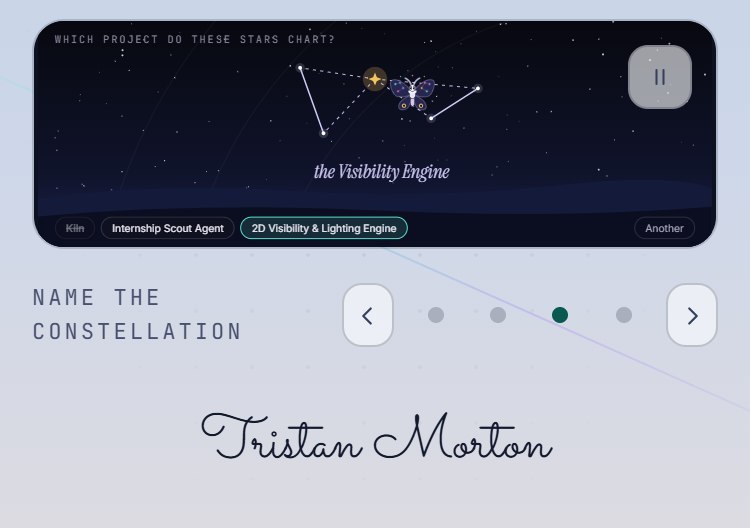 WHICH PROJECT DO THESE STARS CHART?
the Visibility Engine
Kiln
Internship Scout Agent
2D Visibility & Lighting Engine
Another
NAME THE
CONSTELLATION
Tristan Morton